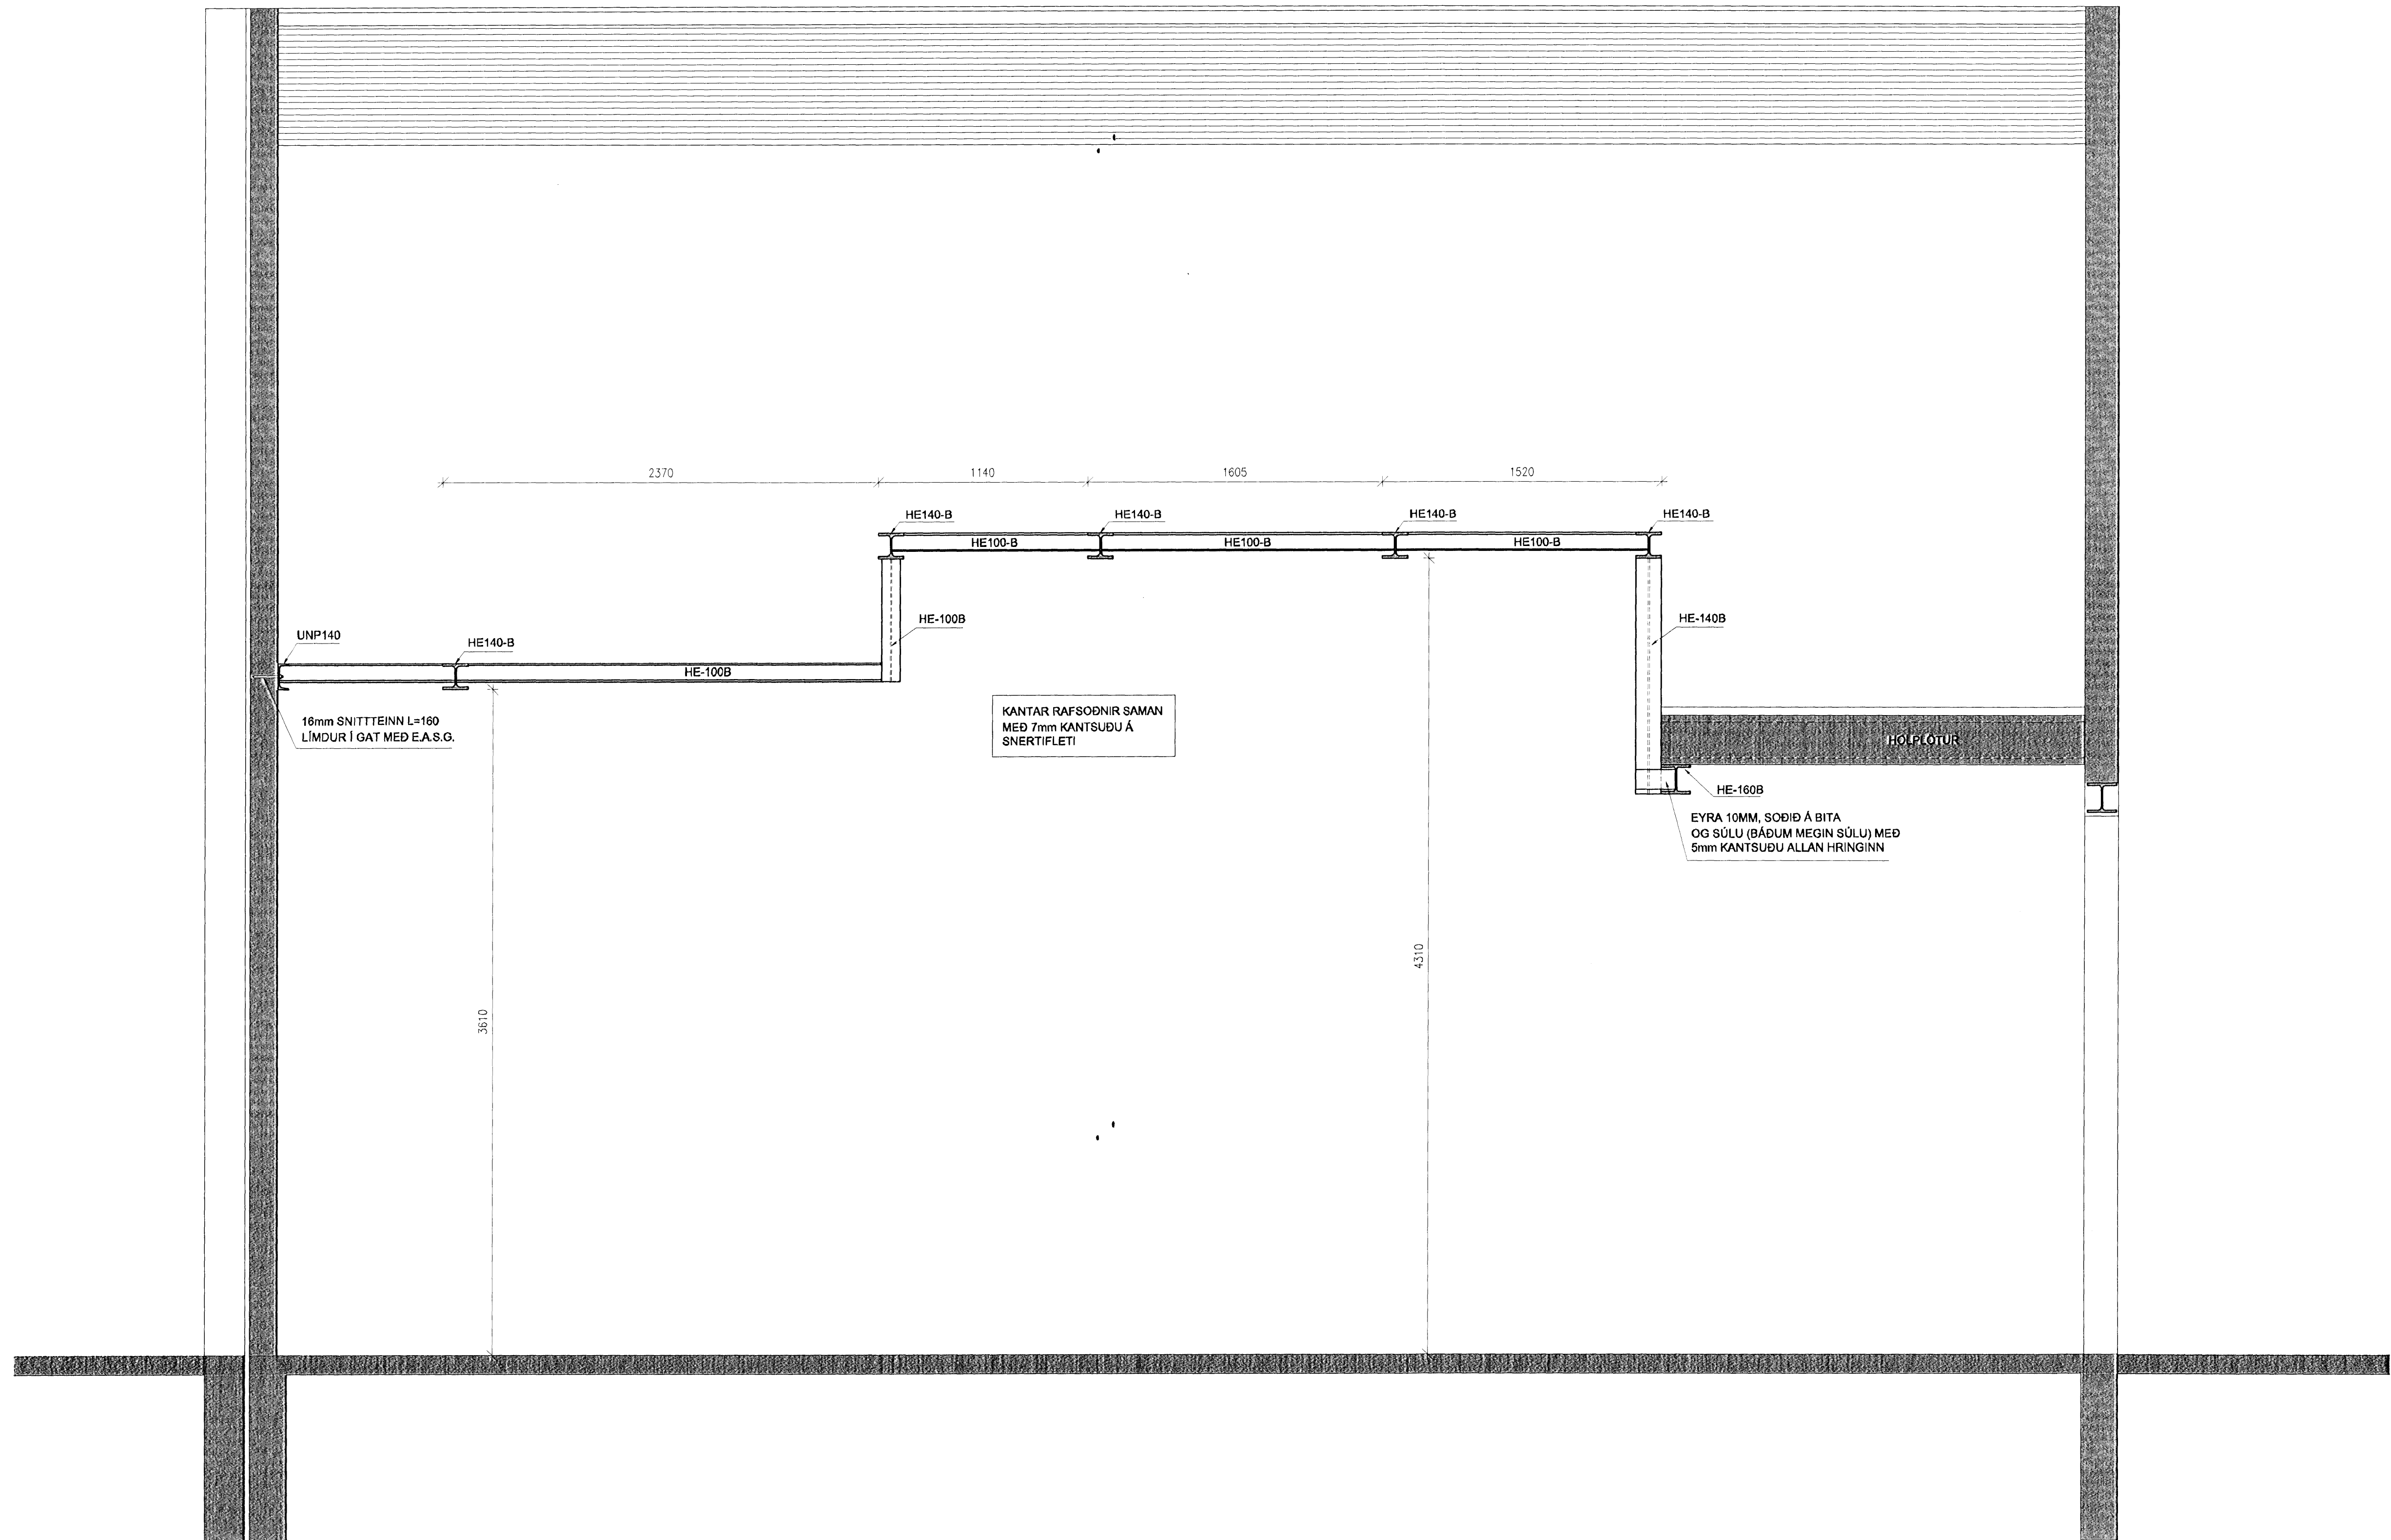 2370
1140
1605
1520
HE140-B
HE140-B
HE140-B
HE140-B
HE100-B
HE100-B
HE100-B
HE-100B
HE-140B
UNP140
HE140-B
HE-100B
16mm SNITTTEINN L=160
LÍMDUR Í GAT MEÐ E.A.S.G.
KANTAR RAFSOÐNIR SAMAN
MEÐ 7mm KANTSUÐU Á
SNERTIFLETI
HOLPLÖTUR
HE-160B
EYRA 10MM, SOÐIÐ Á BITA
OG SÚLU (BÁÐUM MEGIN SÚLU) MEÐ
5mm KANTSUÐU ALLAN HRINGINN
4310
3610